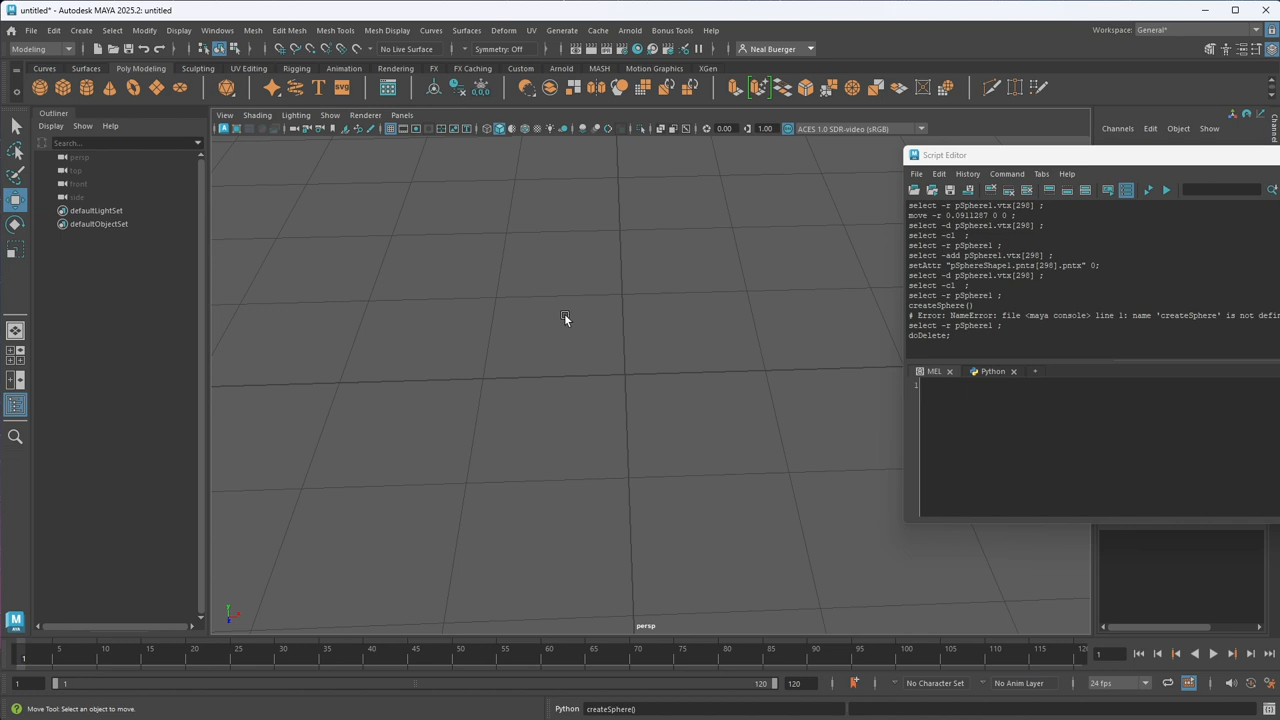 untitled* - Autodesk MAYA 2025.2: untitled
File Edit Create Select Modify Display Windows Mesh Edit Mesh Mesh Tools Mesh Display Curves Surfaces Deform UV Generate Cache Arnold Bonus Tools Help
Workspace: General*
Modeling No Live Surface Symmetry: Off Neal Buerger
Curves Surfaces Poly Modeling Sculpting UV Editing Rigging Animation Rendering FX FX Caching Custom Arnold MASH Motion Graphics XGen
T SVG
Outliner
Display Show Help
Search...
persp
top
front
side
defaultLightSet
defaultObjectSet
View Shading Lighting Show Renderer Panels
0.00 1.00 ACES 1.0 SDR-video (sRGB)
Channels Edit Object Show
Channel
Script Editor
File Edit History Command Tabs Help
select -r pSphere1.vtx[298] ;
move -r 0.0911287 0 0 ;
select -d pSphere1.vtx[298] ;
select -cl  ;
select -r pSphere1 ;
select -add pSphere1.vtx[298] ;
setAttr "pSphereShape1.pnts[298].pntx" 0;
select -d pSphere1.vtx[298] ;
select -cl  ;
select -r pSphere1 ;
createSphere()
# Error: NameError: file <maya console> line 1: name 'createSphere' is not defin
select -r pSphere1 ;
doDelete;
MEL Python +
1
y
persp
M
MAYA
5 10 15 20 25 30 35 40 45 50 55 60 65 70 75 80 85 90 95 100 105 110 115 12
1
1
1 1 120 120 No Character Set No Anim Layer 24 fps
Move Tool: Select an object to move.
Python createSphere()